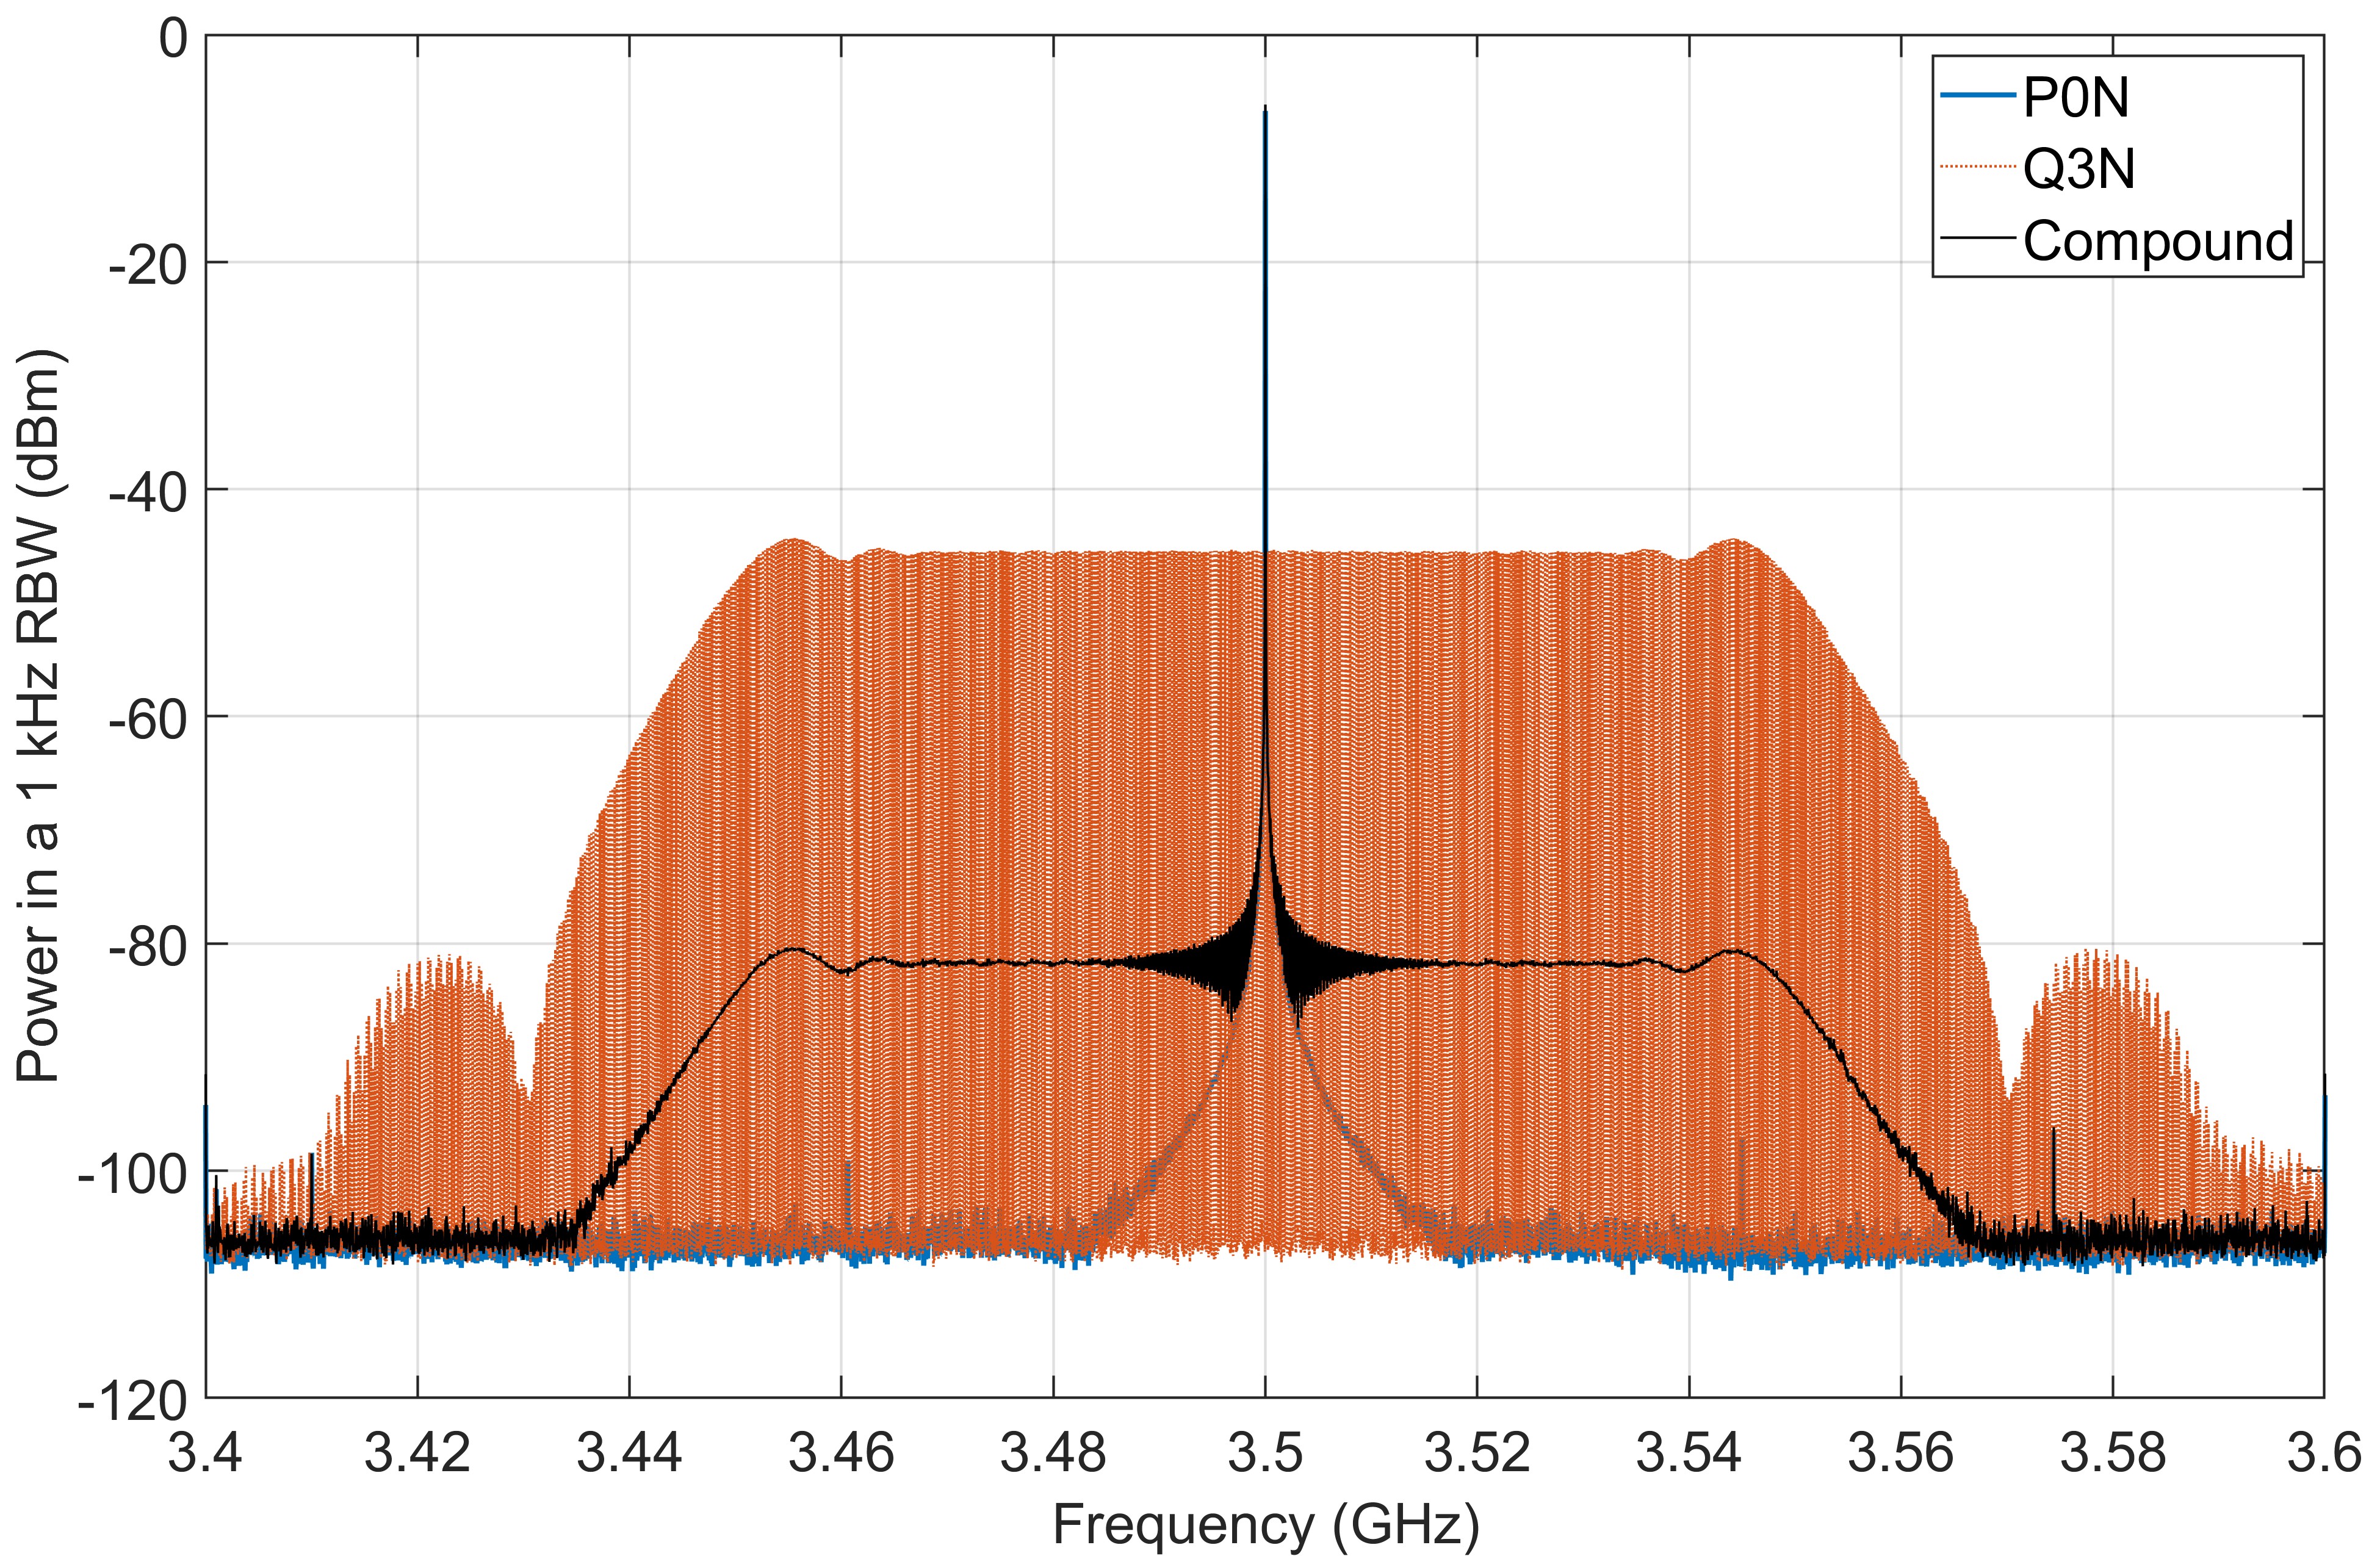 0
-20
-40
-60
-80
-100
-120
Power in a 1 kHz RBW (dBm)
P0N
Q3N
Compound
3.4 3.42 3.44 3.46 3.48 3.5 3.52 3.54 3.56 3.58 3.6
Frequency (GHz)